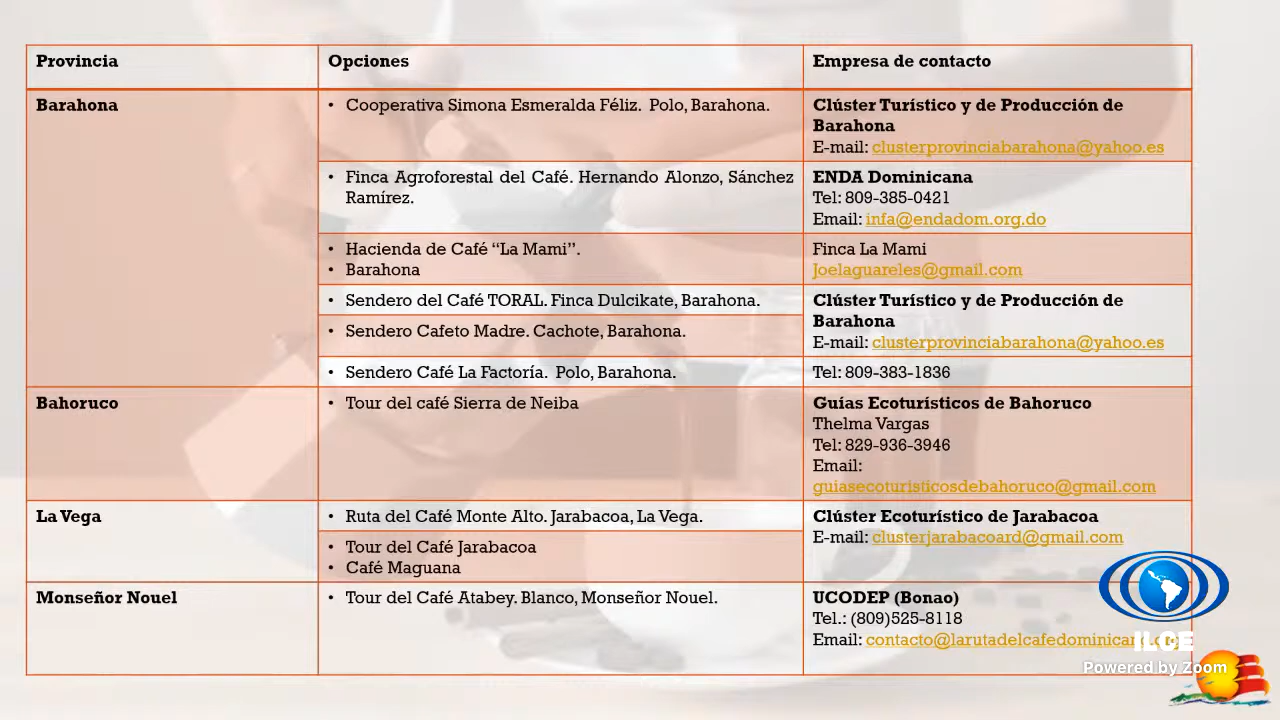 Provincia
Opciones
Empresa de contacto
Barahona
• Cooperativa Simona Esmeralda Féliz. Polo, Barahona.
Clúster Turístico y de Producción de
Barahona
E-mail: clusterprovinciabarahona@yahoo.es
• Finca Agroforestal del Café. Hernando Alonzo, Sánchez
Ramírez.
ENDA Dominicana
Tel: 809-385-0421
Email: infa@endadom.org.do
• Hacienda de Café “La Mami”.
• Barahona
Finca La Mami
Joelaguareles@gmail.com
• Sendero del Café TORAL. Finca Dulcikate, Barahona.
• Sendero Cafeto Madre. Cachote, Barahona.
Clúster Turístico y de Producción de
Barahona
E-mail: clusterprovinciabarahona@yahoo.es
• Sendero Café La Factoría. Polo, Barahona.
Tel: 809-383-1836
Bahoruco
• Tour del café Sierra de Neiba
Guías Ecoturísticos de Bahoruco
Thelma Vargas
Tel: 829-936-3946
Email:
guiasecoturisticosdebahoruco@gmail.com
La Vega
• Ruta del Café Monte Alto. Jarabacoa, La Vega.
• Tour del Café Jarabacoa
• Café Maguana
Clúster Ecoturístico de Jarabacoa
E-mail: clusterjarabacoard@gmail.com
Monseñor Nouel
• Tour del Café Atabey. Blanco, Monseñor Nouel.
UCODEP (Bonao)
Tel.: (809)525-8118
Email:
ILCE
Powered by Zoom